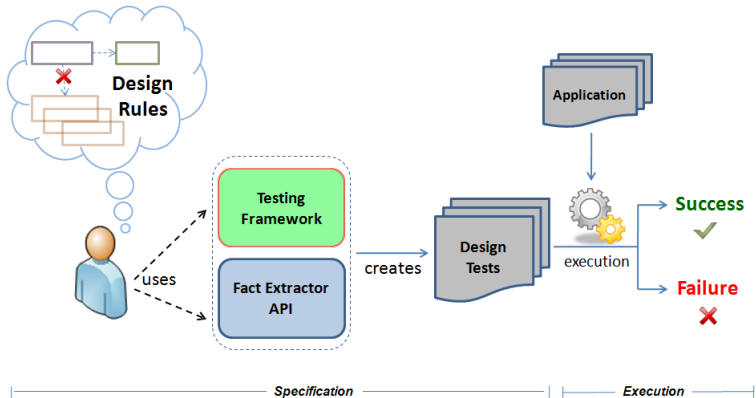 Design
Rules
Application
Testing
Framework
uses
Fact Extractor
API
creates
Design
Tests
execution
Success
Failure
Specification
Execution